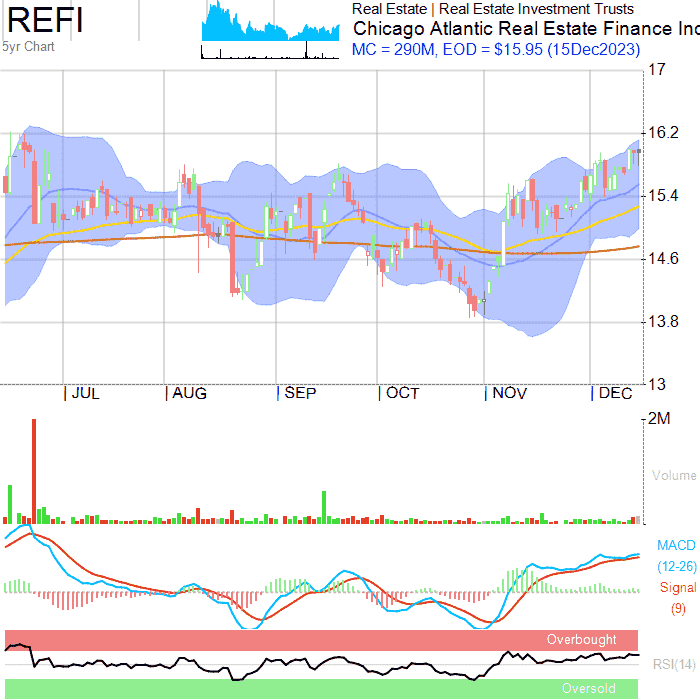 REFI
5yr Chart
Real Estate | Real Estate Investment Trusts
Chicago Atlantic Real Estate Finance Inc
MC = 290M, EOD = $15.95 (15Dec2023)
17
16.2
15.4
14.6
13.8
13
JUL AUG SEP OCT NOV DEC
2M
Volume
MACD
(12-26)
Signal
(9)
Overbought
RSI(14)
Oversold